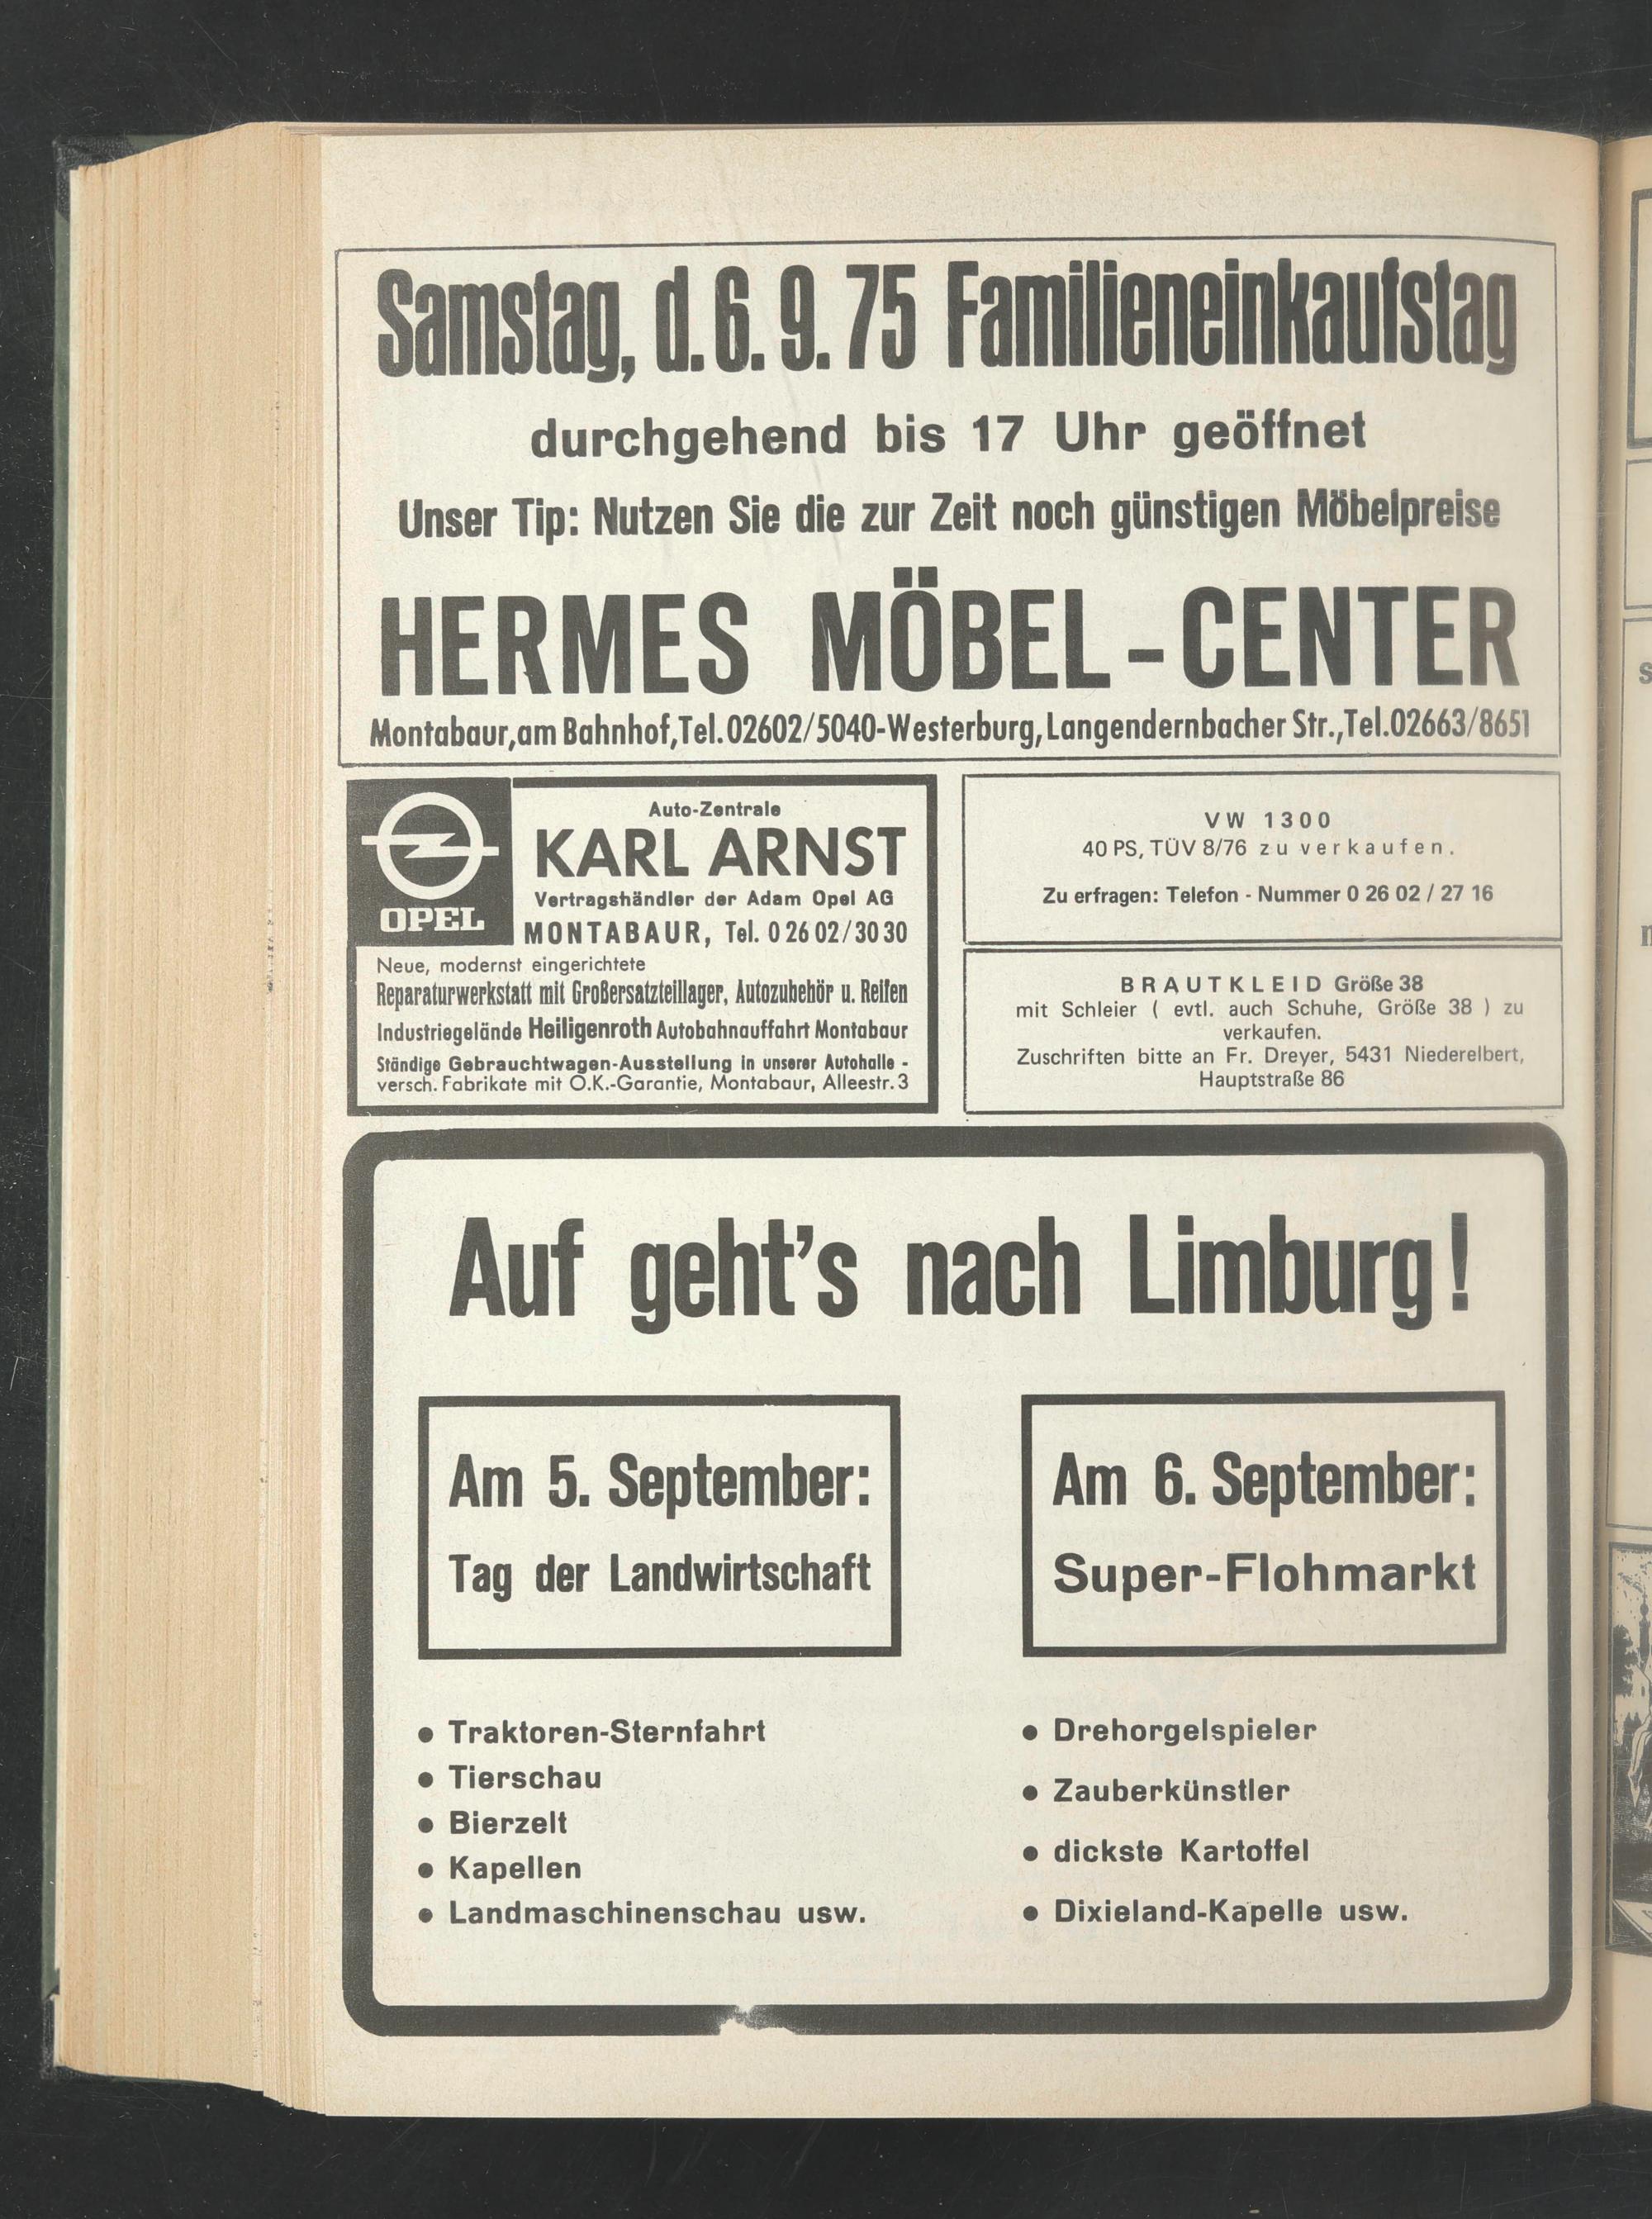 Samstag, d. 6. 9. 75 Familieneinkaufstag
durchgehend bis 17 Uhr geöffnet
Unser Tip: Nutzen Sie die zur Zeit noch günstigen Möbelpreise
HERMES MÖBEL-CENTER
Montabaur, am Bahnhof, Tel. 02602/5040-Westerburg, Langendernbacher Str., Tel. 02663/8651
OPEL
Auto-Zentrale
KARL ARNST
Vertragshändler der Adam Opel AG
MONTABAUR, Tel. 0 26 02/30 30
Neue, modernst eingerichtete
Reparaturwerkstatt mit Großersatzteillager, Autozubehör u. Reifen
Industriegelände Heiligenroth Autobahnauffahrt Montabaur
Ständige Gebrauchtwagen-Ausstellung in unserer Autohalle -
versch. Fabrikate mit O.K.-Garantie, Montabaur, Alleestr. 3
VW 1300
40 PS, TÜV 8/76 zu verkaufen.
Zu erfragen: Telefon - Nummer 0 26 02 / 27 16
BRAUTKLEID Größe 38
mit Schleier ( evtl. auch Schuhe, Größe 38 ) zu
verkaufen.
Zuschriften bitte an Fr. Dreyer, 5431 Niederelbert,
Hauptstraße 86
Auf geht's nach Limburg!
Am 5. September:
Tag der Landwirtschaft
• Traktoren-Sternfahrt
• Tierschau
• Bierzelt
• Kapellen
• Landmaschinenschau usw.
Am 6. September:
Super-Flohmarkt
• Drehorgelspieler
• Zauberkünstler
• dickste Kartoffel
• Dixieland-Kapelle usw.